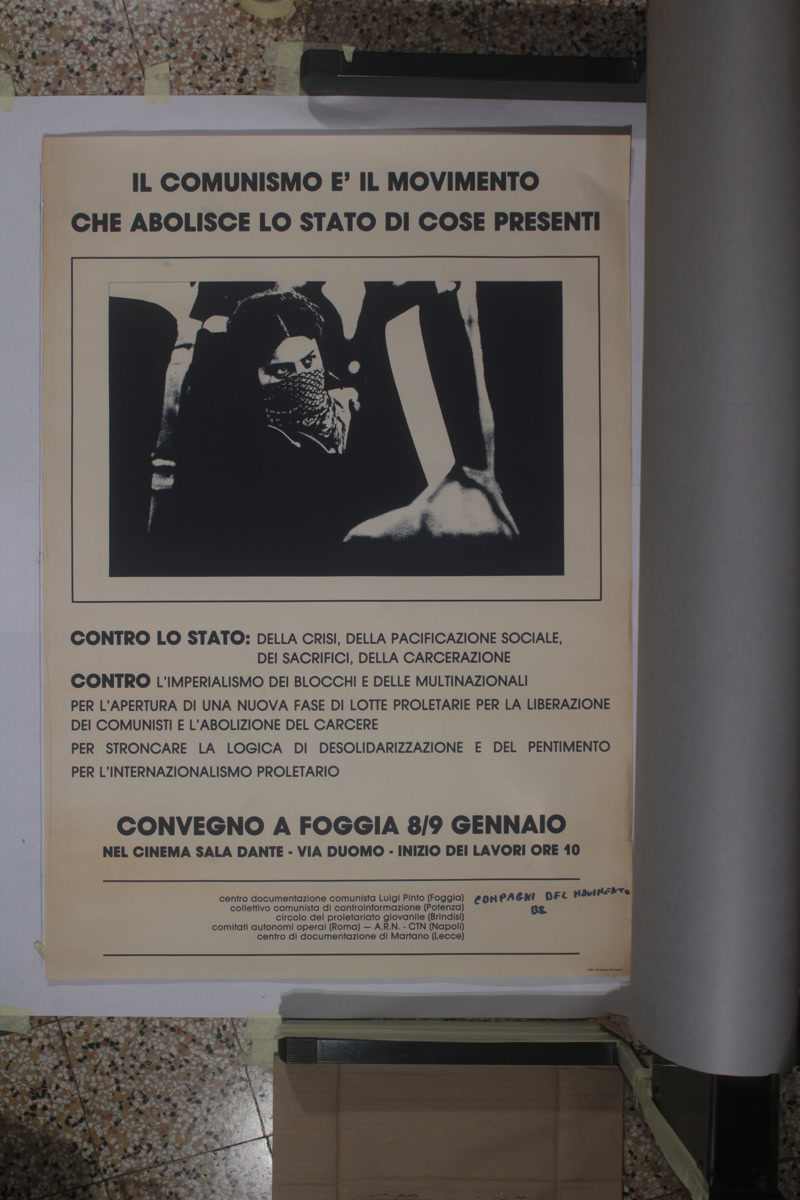 IL COMUNISMO E' IL MOVIMENTO
CHE ABOLISCE LO STATO DI COSE PRESENTI
CONTRO LO STATO: DELLA CRISI, DELLA PACIFICAZIONE SOCIALE,
DEI SACRIFICI, DELLA CARCERAZIONE
CONTRO L'IMPERIALISMO DEI BLOCCHI E DELLE MULTINAZIONALI
PER L'APERTURA DI UNA NUOVA FASE DI LOTTE PROLETARIE PER LA LIBERAZIONE
DEI COMUNISTI E L'ABOLIZIONE DEL CARCERE
PER STRONCARE LA LOGICA DI DESOLIDARIZZAZIONE E DEL PENTIMENTO
PER L'INTERNAZIONALISMO PROLETARIO
CONVEGNO A FOGGIA 8/9 GENNAIO
NEL CINEMA SALA DANTE - VIA DUOMO - INIZIO DEI LAVORI ORE 10
centro documentazione comunista Luigi Pinto (Foggia)
collettivo comunista di controinformazione (Potenza)
circolo del proletariato giovanile (Brindisi)
comitati autonomi operai (Roma) — A.R.N. - CTN (Napoli)
centro di documentazione di Martano (Lecce)
COMPAGNI DEL MOVIMENTO
BS